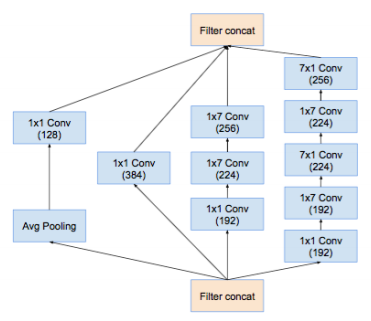 Filter concat
7x1 Conv
(256)
1x1 Conv
(128)
1x7 Conv
(256)
1x7 Conv
(224)
1x1 Conv
(384)
1x7 Conv
(224)
7x1 Conv
(224)
Avg Pooling
1x1 Conv
(192)
1x7 Conv
(192)
1x1 Conv
(192)
Filter concat